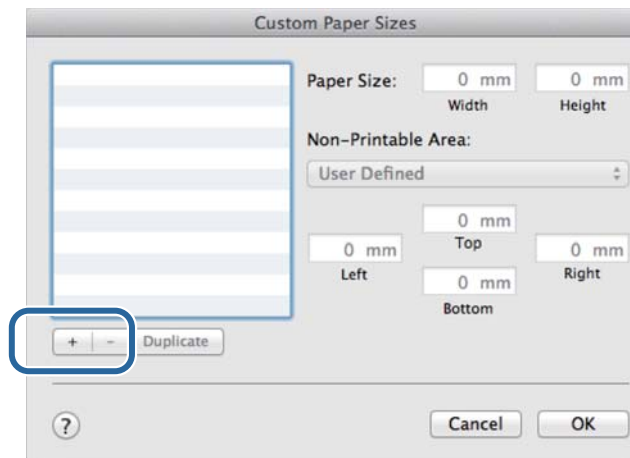 Custom Paper Sizes
Paper Size:
0 mm
0 mm
Width
Height
Non-Printable Area:
User Defined
0 mm
Top
0 mm
Left
0 mm
Right
0 mm
Bottom
+ - Duplicate
? Cancel OK